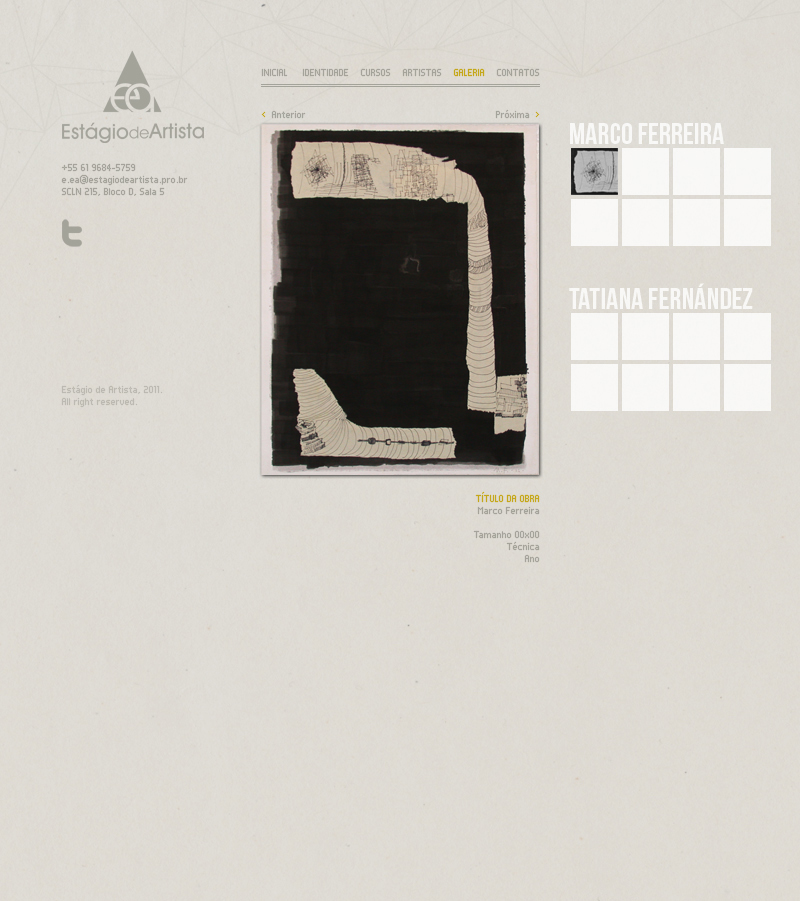 EstágiodeArtista
+55 61 9684-5759
e.ea@estagiodeartista.pro.br
SCLN 215, Bloco D, Sala 5
Estágio de Artista, 2011.
All right reserved.
INICIAL IDENTIDADE CURSOS ARTISTAS GALERIA CONTATOS
‹ Anterior Próxima ›
TÍTULO DA OBRA
Marco Ferreira
Tamanho 00x00
Técnica
Ano
MARCO FERREIRA
TATIANA FERNÁNDEZ